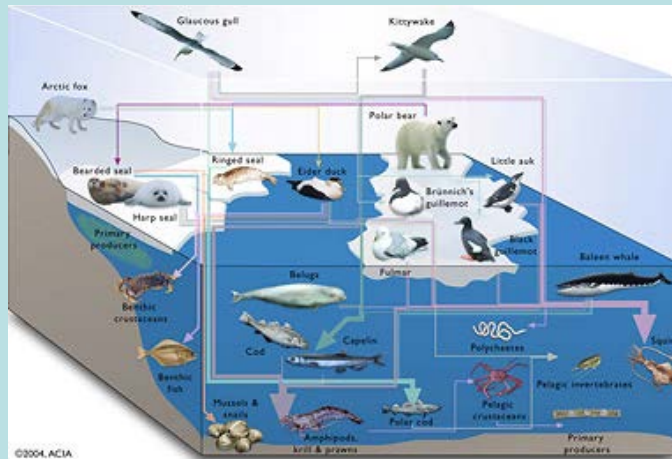 Glaucous gull
Kittywake
Arctic fox
Polar bear
Ringed seal
Little auk
Bearded seal
Eider duck
Brünnich's
guillemot
Harp seal
Primary
producers
Black
guillemot
Fulmar
Baleen whale
Beluga
Benthic
crustaceans
Cod
Capelin
Polychaetes
Squid
Benthic
fish
Pelagic invertebrates
Mussels &
snails
Pelagic
crustaceans
Polar cod
Amphipods,
krill & prawns
Primary
producers
©2004, ACIA